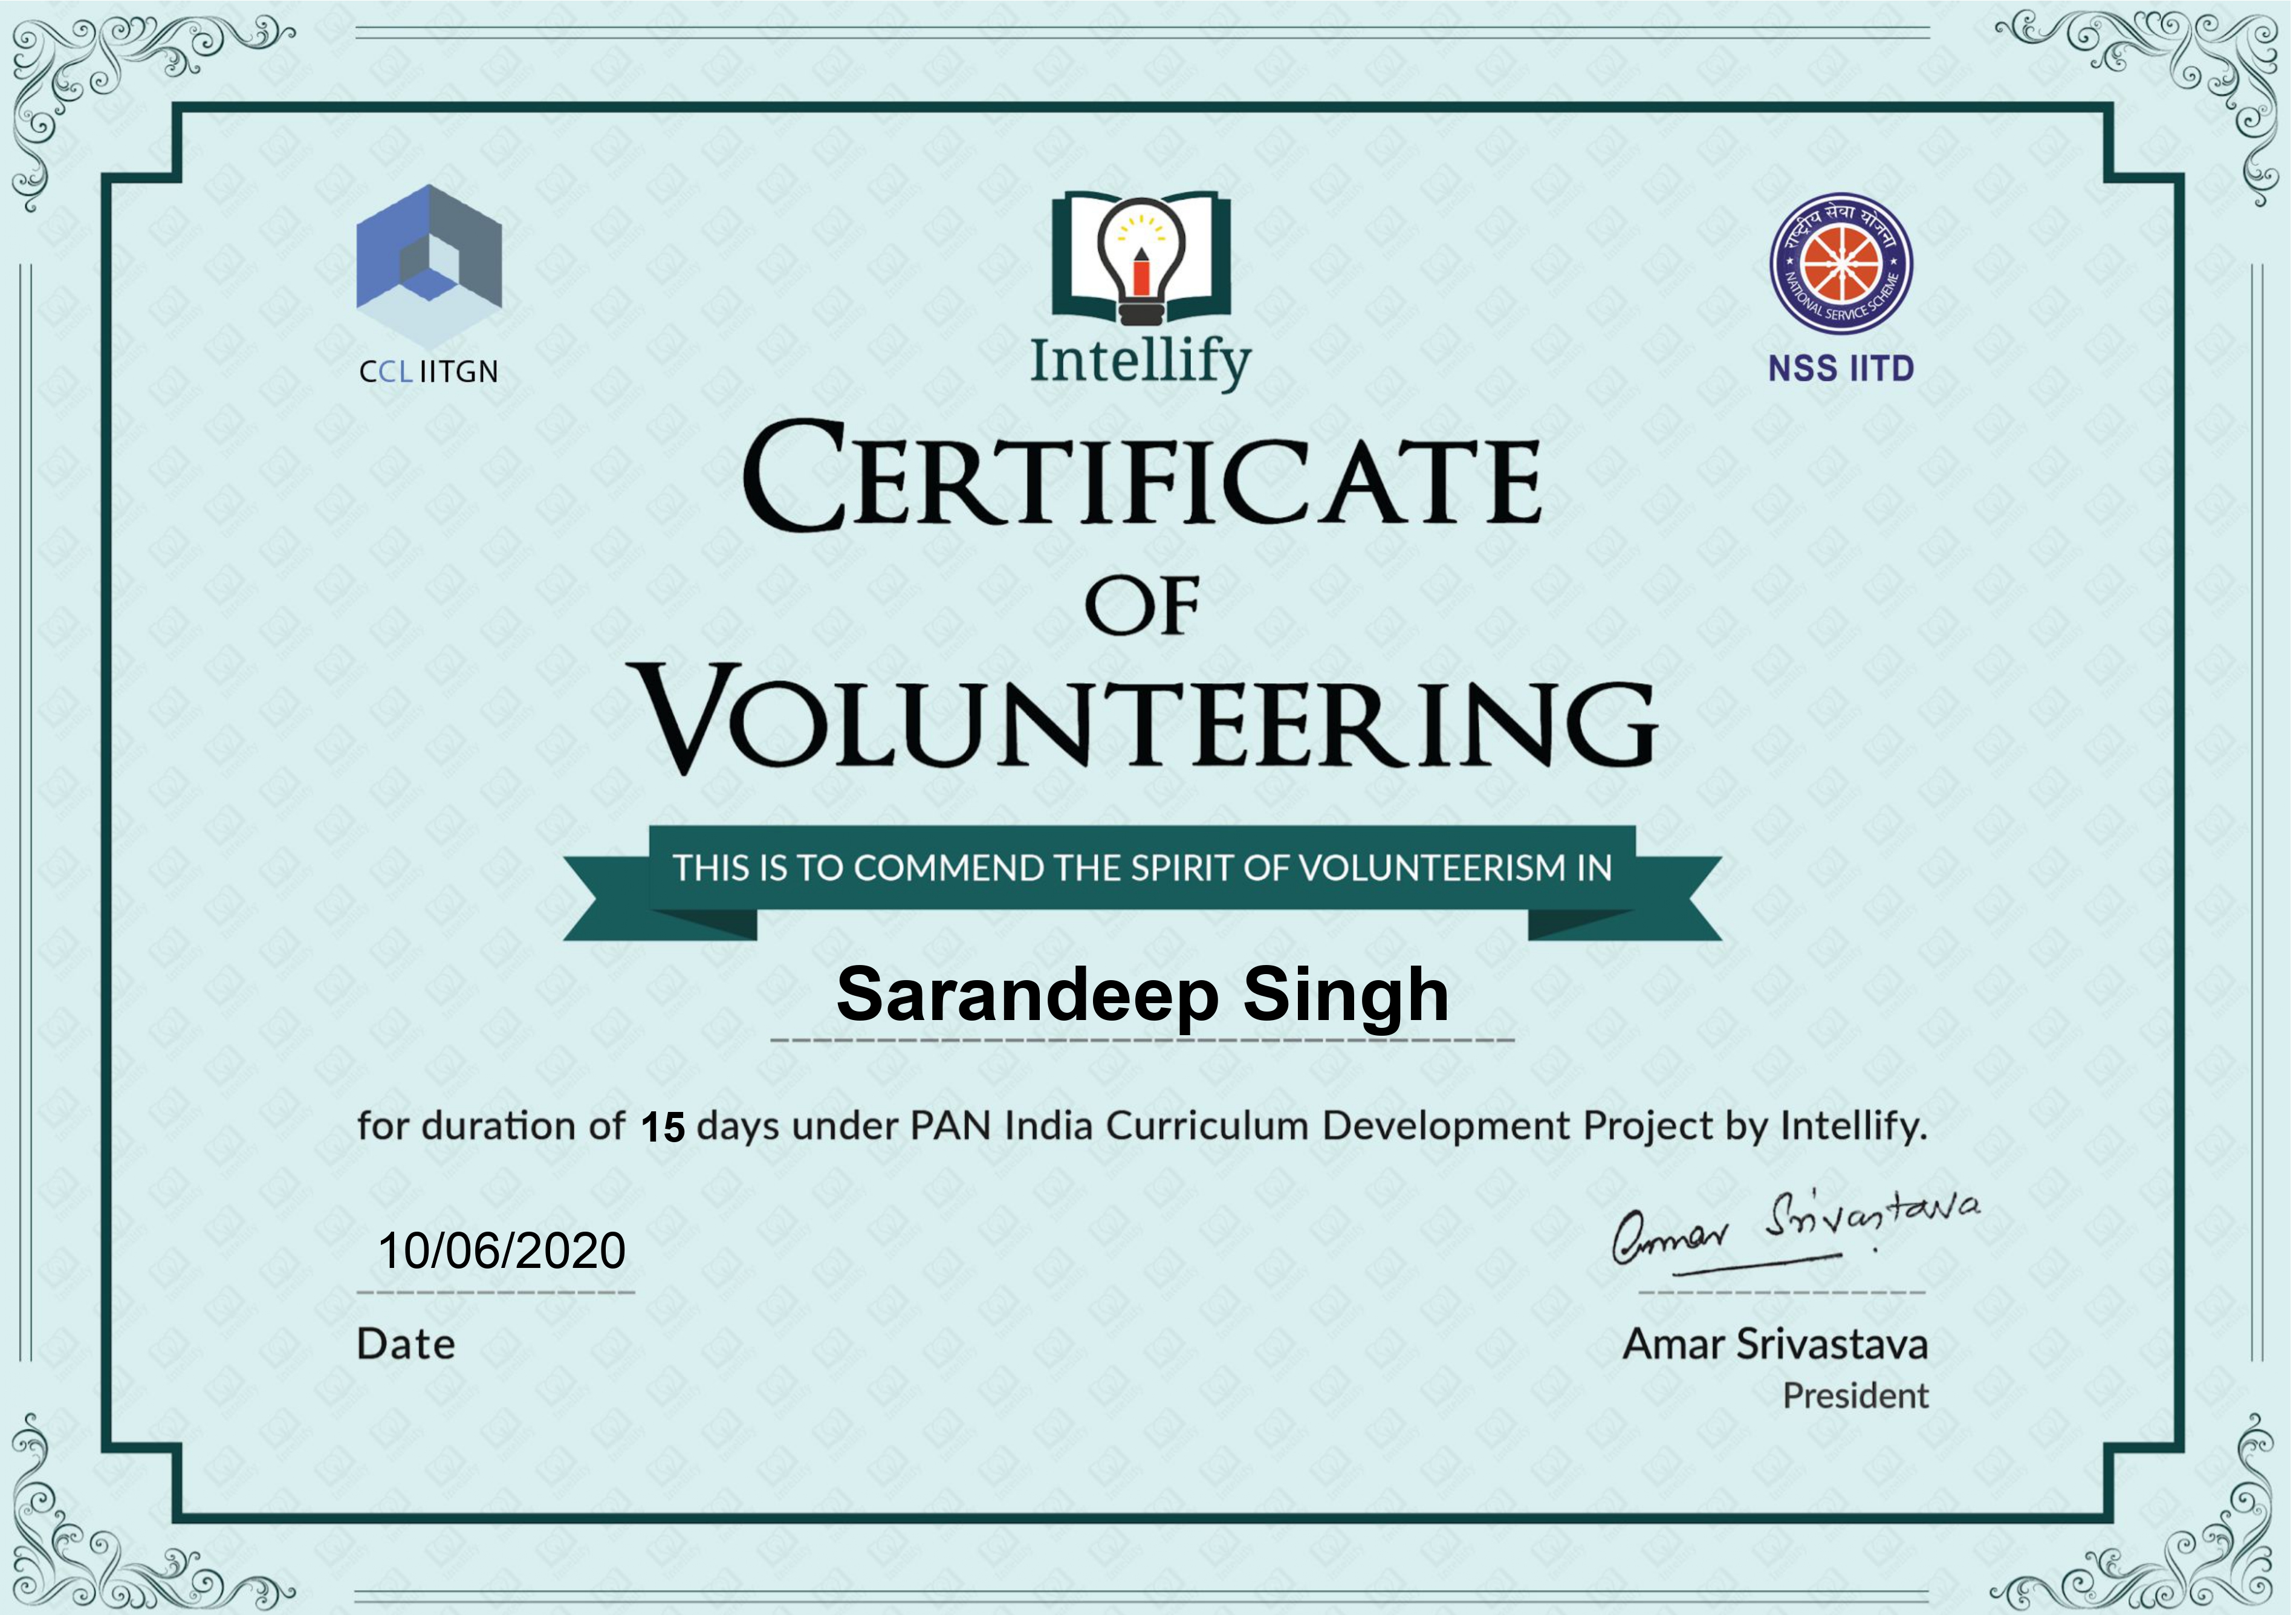 CCL IITGN
Intellify
राष्ट्रीय सेवा योजना
NATIONAL SERVICE SCHEME
NSS IITD
CERTIFICATE
OF
VOLUNTEERING
THIS IS TO COMMEND THE SPIRIT OF VOLUNTEERISM IN
Sarandeep Singh
for duration of 15 days under PAN India Curriculum Development Project by Intellify.
10/06/2020
Amar Srivastava
Date
Amar Srivastava
President